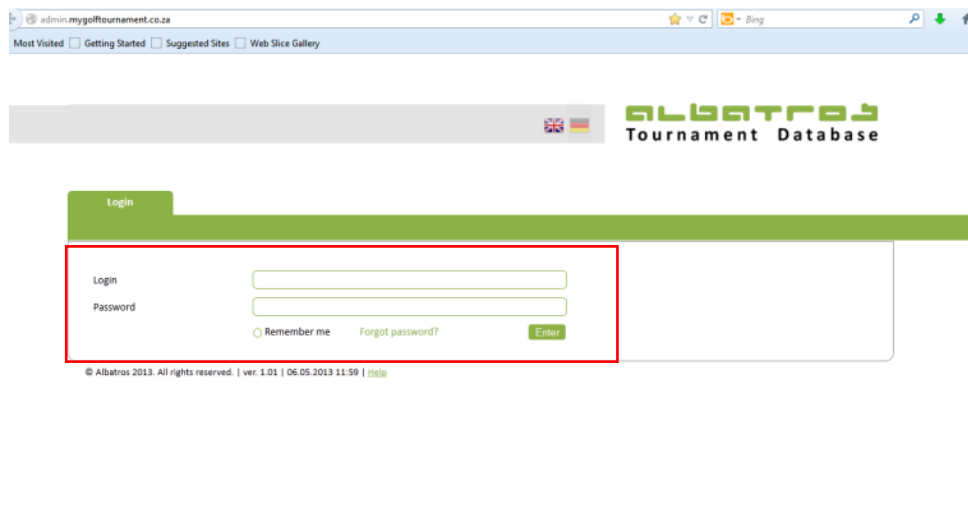 admin.mygolftournament.co.za Bing
Most Visited Getting Started Suggested Sites Web Slice Gallery
albatros
Tournament Database
Login
Login
Password
Remember me Forgot password? Enter
© Albatros 2013. All rights reserved. | ver. 1.01 | 06.05.2013 11:59 | Help